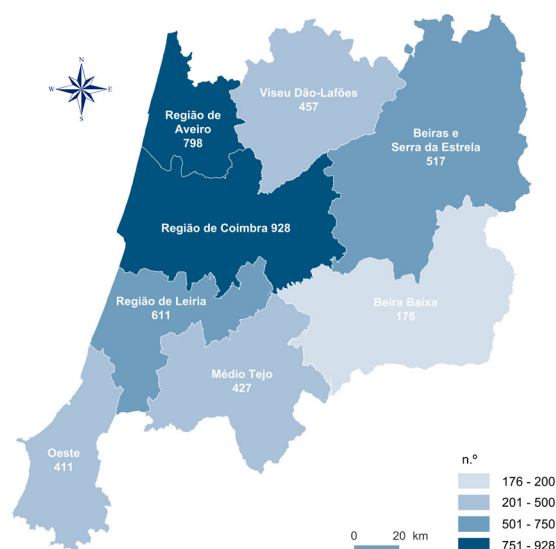 N
W
E
S
Viseu Dão-Lafões
457
Região de
Aveiro
798
Beiras e
Serra da Estrela
517
Região de Coimbra 928
Região de Leiria
611
Beira Baixa
176
Médio Tejo
427
Oeste
411
n.º
176 - 200
201 - 500
501 - 750
751 - 928
0 20 km